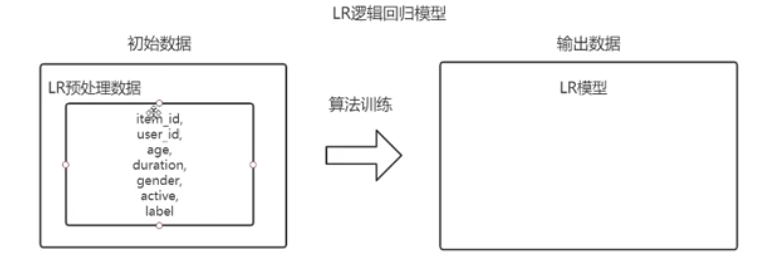 LR逻辑回归模型
初始数据
输出数据
LR预处理数据
LR模型
算法训练
item_id,
user_id,
age,
duration,
gender,
active,
label